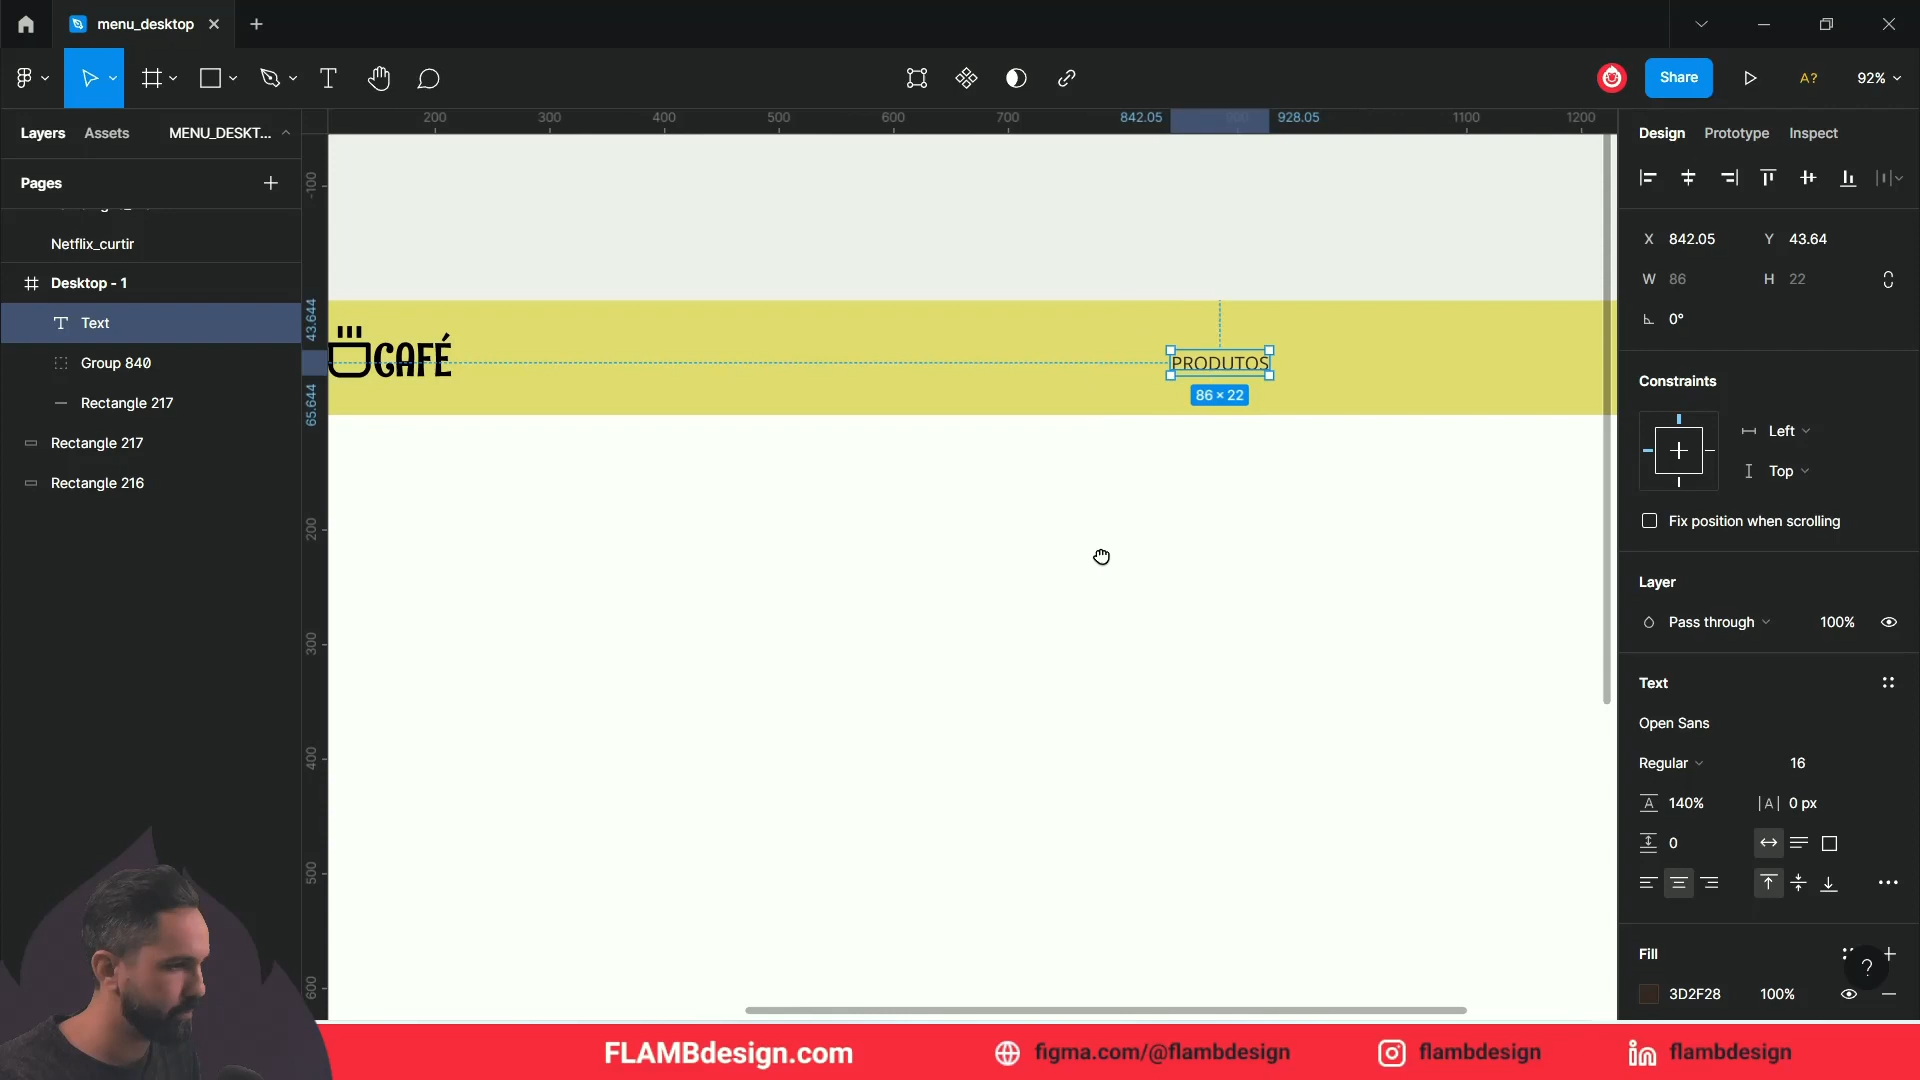 menu_desktop
Share
A?
92%
Layers
Assets
MENU_DESKT...
200
300
400
500
600
700
842.05
928.05
1100
1200
Design
Prototype
Inspect
Pages
Netflix_curtir
Desktop - 1
Text
Group 840
Rectangle 217
Rectangle 217
Rectangle 216
-100
43.644
65.644
200
300
400
500
600
CAFÉ
PRODUTOS
86 × 22
X 842.05
Y 43.64
W 86
H 22
0°
Constraints
Left
Top
Fix position when scrolling
Layer
Pass through
100%
Text
Open Sans
Regular
16
140%
0 px
0
Fill
?
3D2F28
100%
FLAMBdesign.com
figma.com/@flambdesign
flambdesign
flambdesign